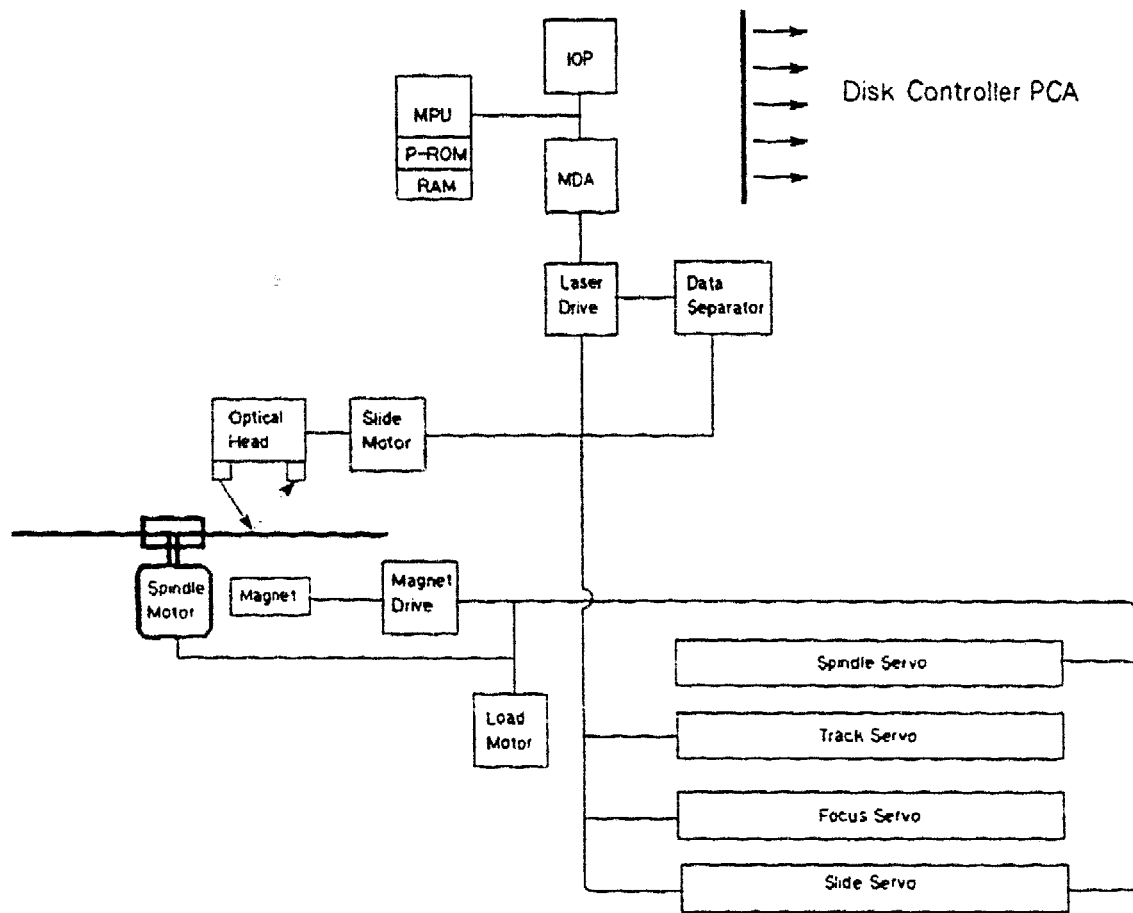 IOP
Disk Controller PCA
MPU
P-ROM
RAM
MDA
Laser
Drive
Data
Separator
Optical
Head
Slide
Motor
Spindle
Motor
Magnet
Magnet
Drive
Load
Motor
Spindle Servo
Track Servo
Focus Servo
Slide Servo